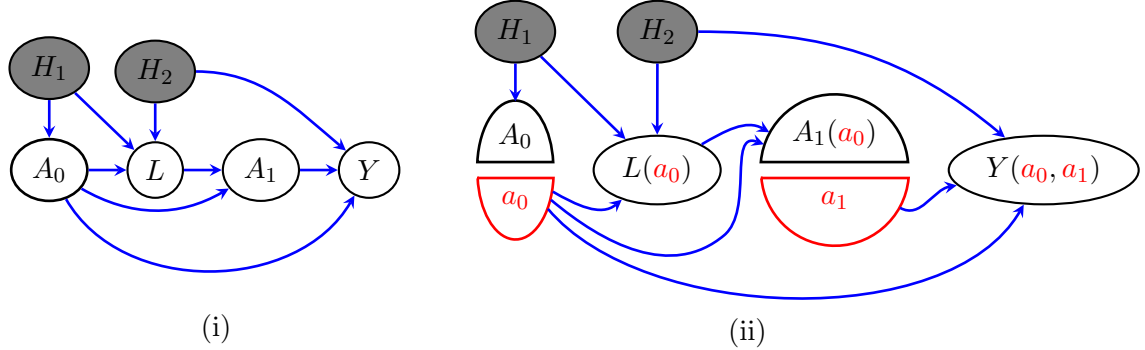 H₁ H₂
A₀ L A₁ Y
(i)
H₁ H₂
A₀ A₁(a₀)
L(a₀) Y(a₀, a₁)
a₀ a₁
(ii)